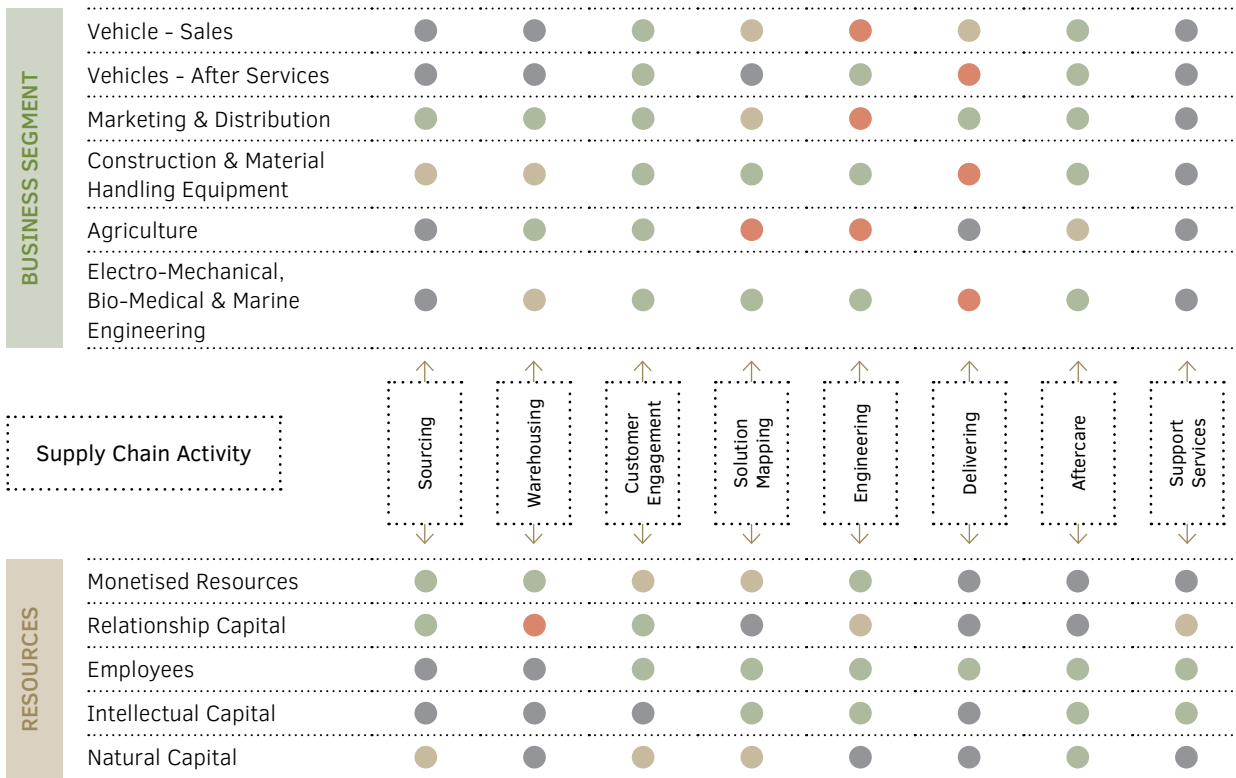 BUSINESS SEGMENT
Vehicle - Sales
Vehicles - After Services
Marketing & Distribution
Construction & Material
Handling Equipment
Agriculture
Electro-Mechanical,
Bio-Medical & Marine
Engineering
Supply Chain Activity
Sourcing
Warehousing
Customer
Engagement
Solution
Mapping
Engineering
Delivering
Aftercare
Support
Services
RESOURCES
Monetised Resources
Relationship Capital
Employees
Intellectual Capital
Natural Capital